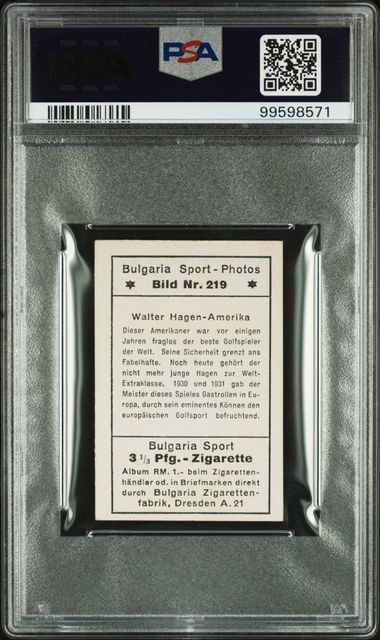 PSA
99598571
Bulgaria Sport-Photos
Bild Nr. 219
Walter Hagen-Amerika
Dieser Amerikaner war vor einigen
Jahren fraglos der beste Golfspieler
der Welt. Seine Sicherheit grenzt ans
Fabelhafte. Noch heute gehört der
nicht mehr junge Hagen zur Welt-
Extraklasse. 1930 und 1931 gab der
Meister dieses Spieles Gastrollen in Eu-
ropa, durch sein eminentes Können den
europäischen Golfsport befruchtend.
Bulgaria Sport
3 1/3 Pfg.-Zigarette
Album RM. 1.- beim Zigaretten-
händler od. in Briefmarken direkt
durch Bulgaria Zigaretten-
fabrik, Dresden A. 21